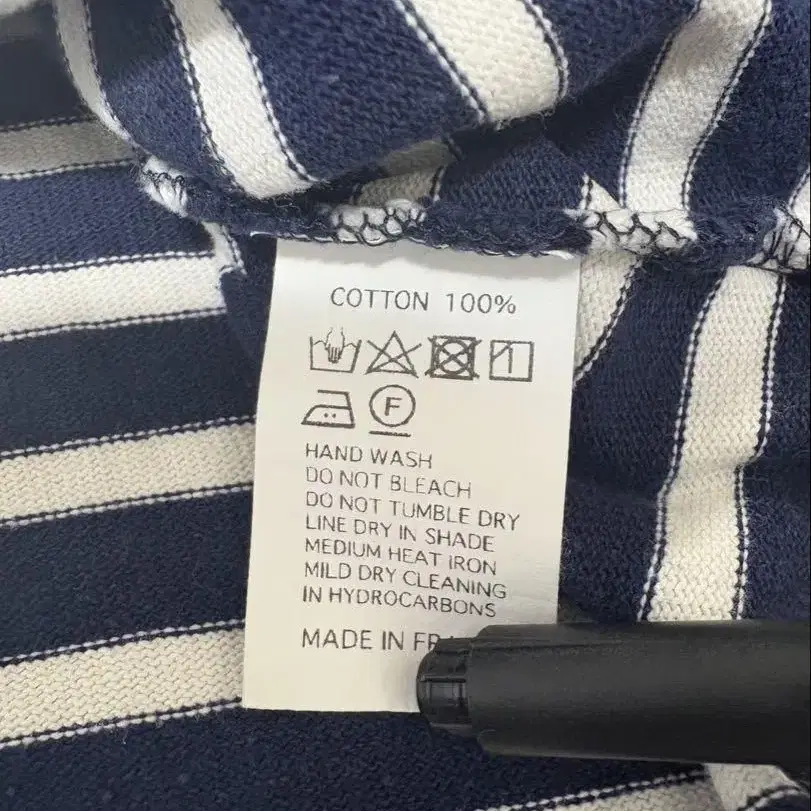 COTTON 100%
F
HAND WASH
DO NOT BLEACH
DO NOT TUMBLE DRY
LINE DRY IN SHADE
MEDIUM HEAT IRON
MILD DRY CLEANING
IN HYDROCARBONS
MADE IN